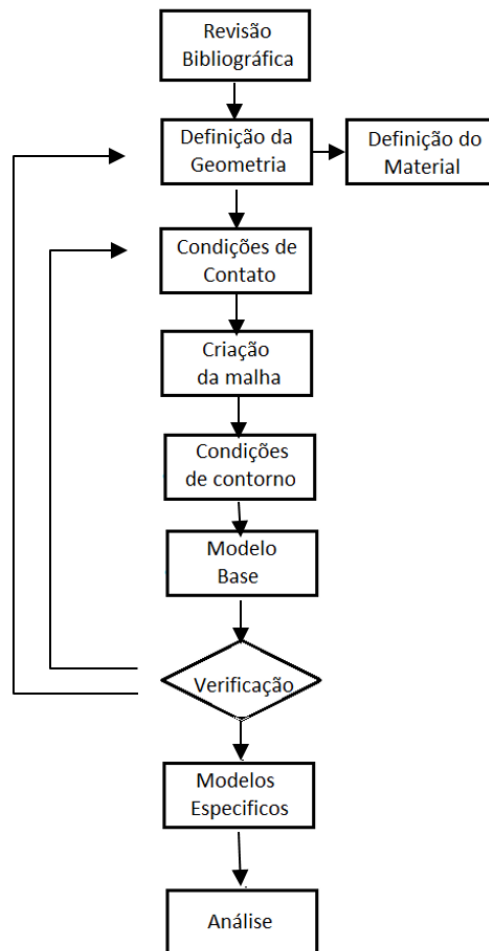 Revisão
Bibliográfica
Definição da
Geometria
Definição do
Material
Condições de
Contato
Criação
da malha
Condições
de contorno
Modelo
Base
Verificação
Modelos
Especificos
Análise